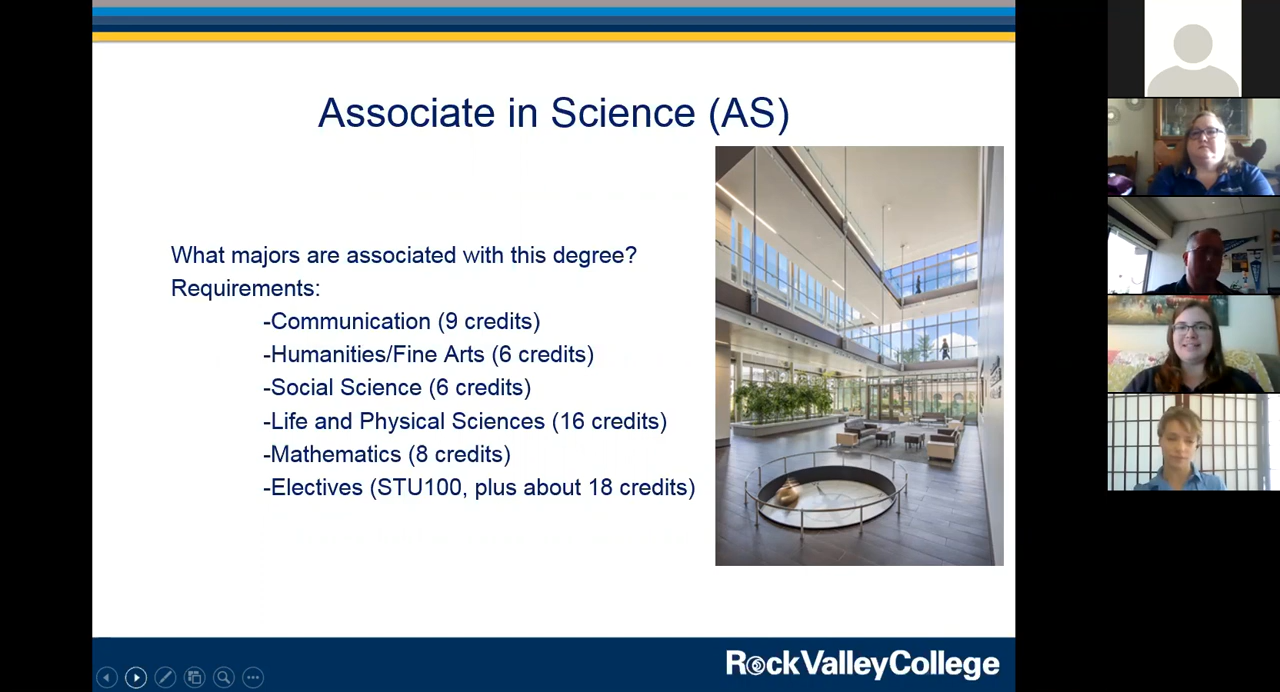 Associate in Science (AS)
What majors are associated with this degree?
Requirements:
-Communication (9 credits)
-Humanities/Fine Arts (6 credits)
-Social Science (6 credits)
-Life and Physical Sciences (16 credits)
-Mathematics (8 credits)
-Electives (STU100, plus about 18 credits)
RockValleyCollege